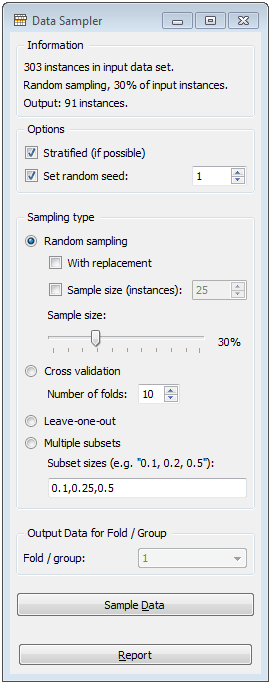 Data Sampler
Information
303 instances in input data set.
Random sampling, 30% of input instances.
Output: 91 instances.
Options
Stratified (if possible)
Set random seed: 1
Sampling type
Random sampling
With replacement
Sample size (instances): 25
Sample size:
30%
Cross validation
Number of folds: 10
Leave-one-out
Multiple subsets
Subset sizes (e.g. "0.1, 0.2, 0.5"):
0.1,0.25,0.5
Output Data for Fold / Group
Fold / group: 1
Sample Data
Report